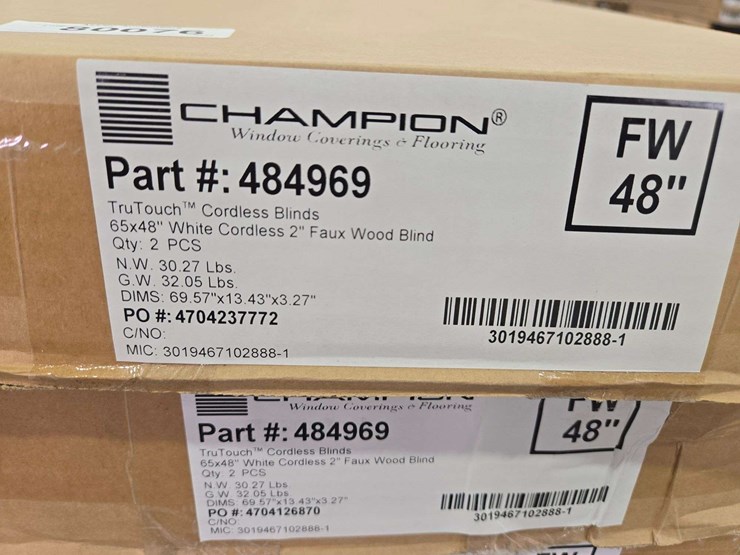 80076
CHAMPION®
Window Coverings & Flooring
FW
48"
Part #: 484969
TruTouch™ Cordless Blinds
65x48" White Cordless 2" Faux Wood Blind
Qty: 2 PCS
N.W. 30.27 Lbs.
G.W. 32.05 Lbs.
DIMS: 69.57"x13.43"x3.27"
PO #: 4704237772
C/NO:
MIC: 3019467102888-1
3019467102888-1
CHAMPION
Window Coverings & Flooring
FW
48"
Part #: 484969
TruTouch™ Cordless Blinds
65x48" White Cordless 2" Faux Wood Blind
Qty: 2 PCS
N.W. 30.27 Lbs.
G.W. 32.05 Lbs
DIMS: 69.57"x13.43"x3.27"
PO #: 4704126870
C/NO:
MIC: 3019467102888-1
3019467102888-1